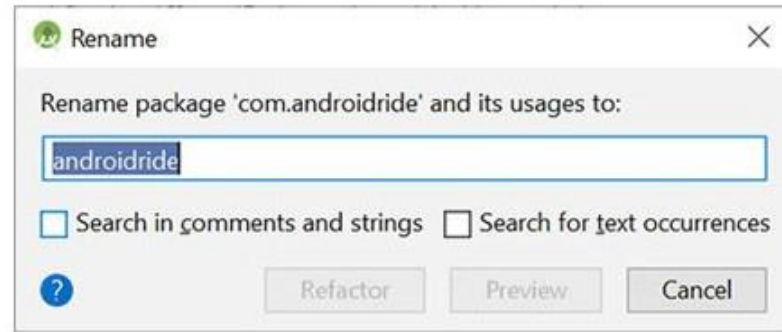 Rename
Rename package 'com.androidride' and its usages to:
androidride
Search in comments and strings Search for text occurrences
? Refactor Preview Cancel